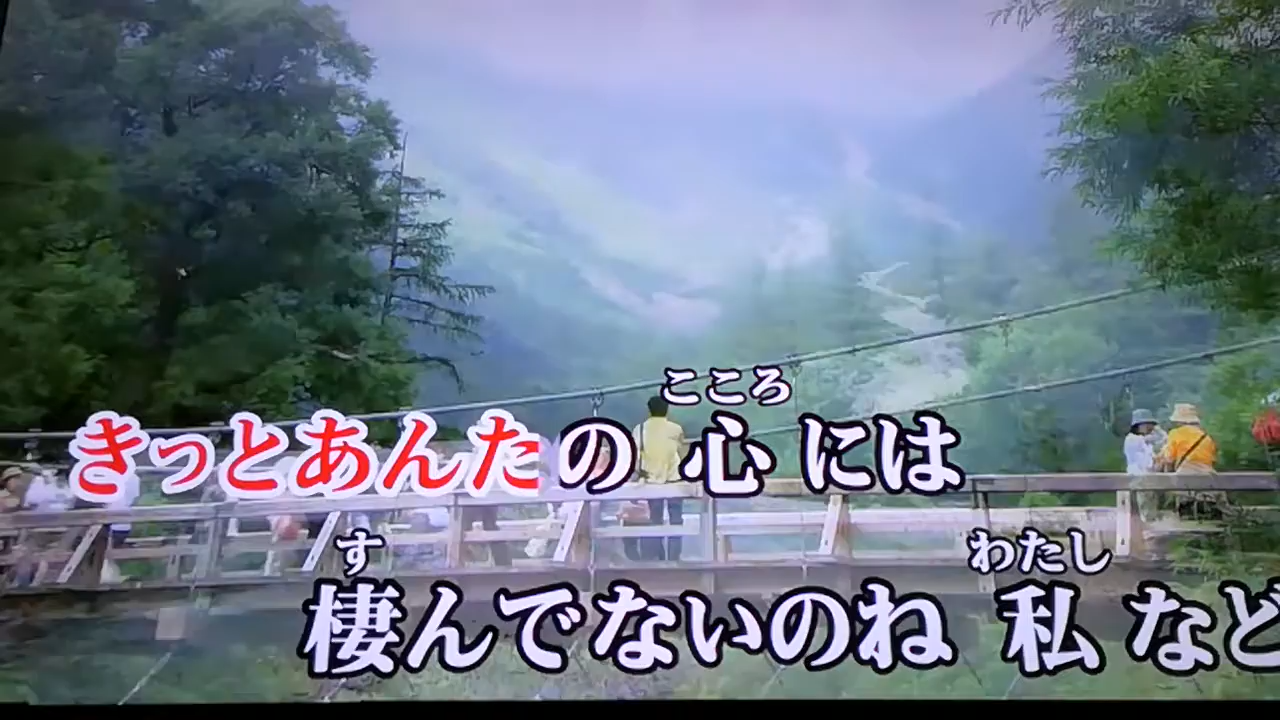 こころ
きっとあんたの心には
す わたし
棲んでないのね 私など